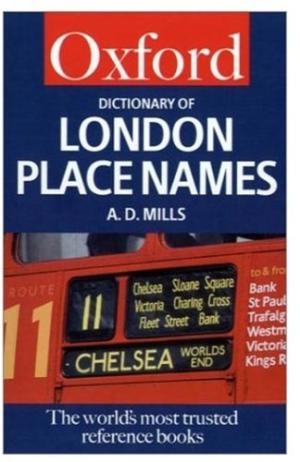 Oxford
DICTIONARY OF
LONDON
PLACE NAMES
A. D. MILLS
ROUTE
11
11
Chelsea Sloane Square
Victoria Charing Cross
Fleet Street Bank
CHELSEA WORLDS END
to & fro
Bank
St Paul
Trafalg
Westm
Victoria
Kings R
The world's most trusted
reference books